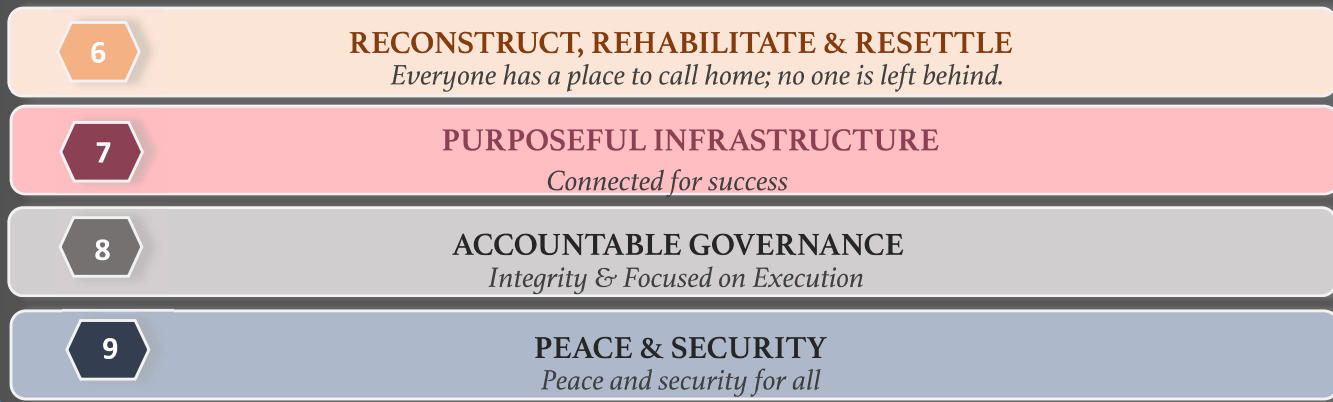 6
RECONSTRUCT, REHABILITATE & RESETTLE
Everyone has a place to call home; no one is left behind.
7
PURPOSEFUL INFRASTRUCTURE
Connected for success
8
ACCOUNTABLE GOVERNANCE
Integrity & Focused on Execution
9
PEACE & SECURITY
Peace and security for all